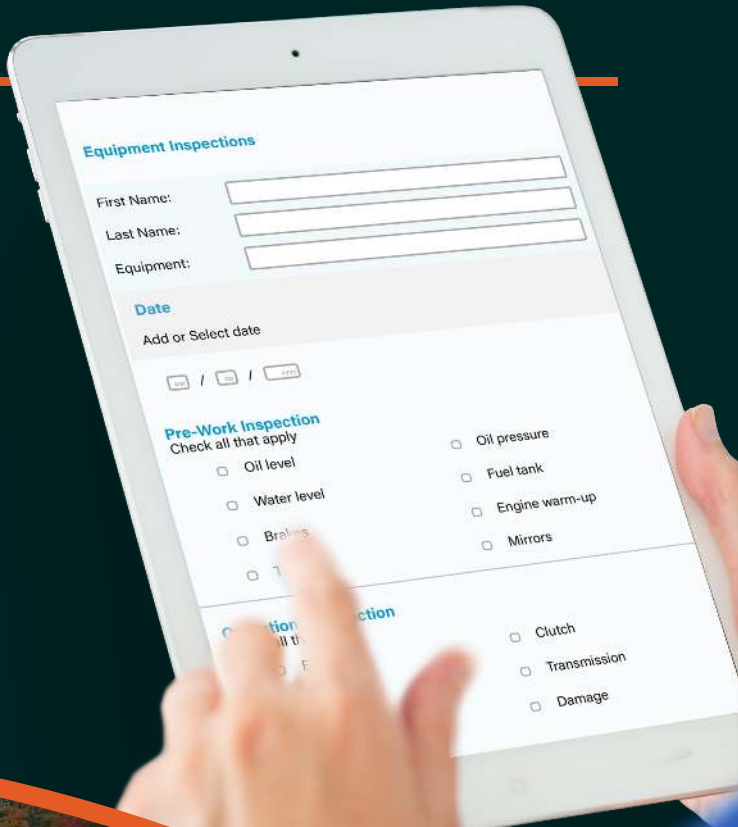 Equipment Inspections
First Name:
Last Name:
Equipment:
Date
Add or Select date
/ /
Pre-Work Inspection
Check all that apply
Oil level
Water level
Brakes
Oil pressure
Fuel tank
Engine warm-up
Mirrors
Clutch
Transmission
Damage